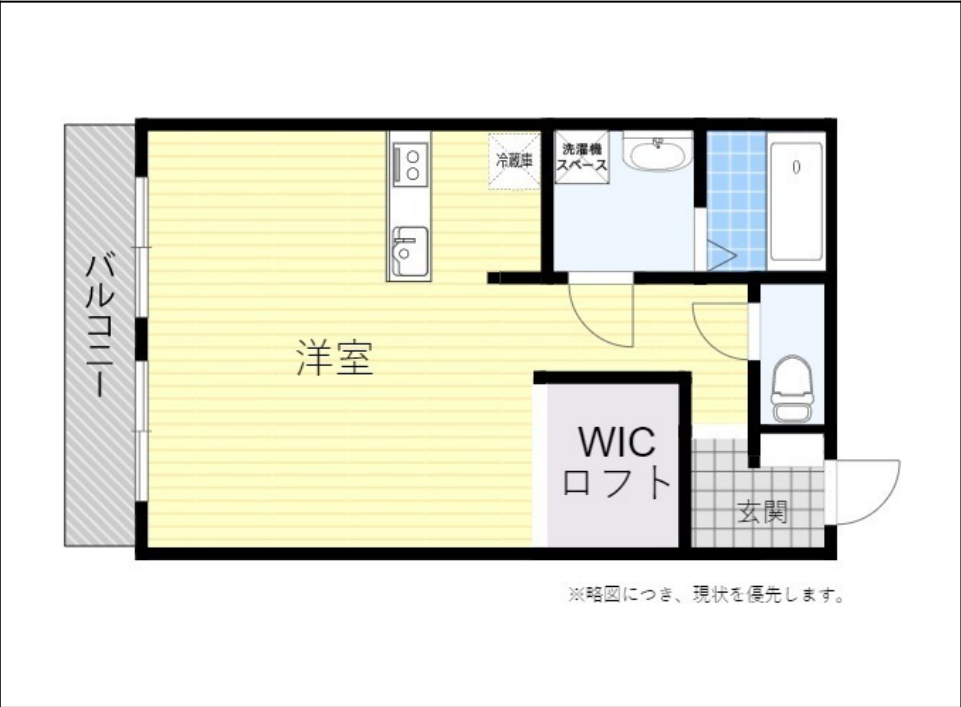 冷蔵庫
洗濯機
スペース
バルコニー
洋室
WIC
ロフト
玄関
※略図につき、現状を優先します。